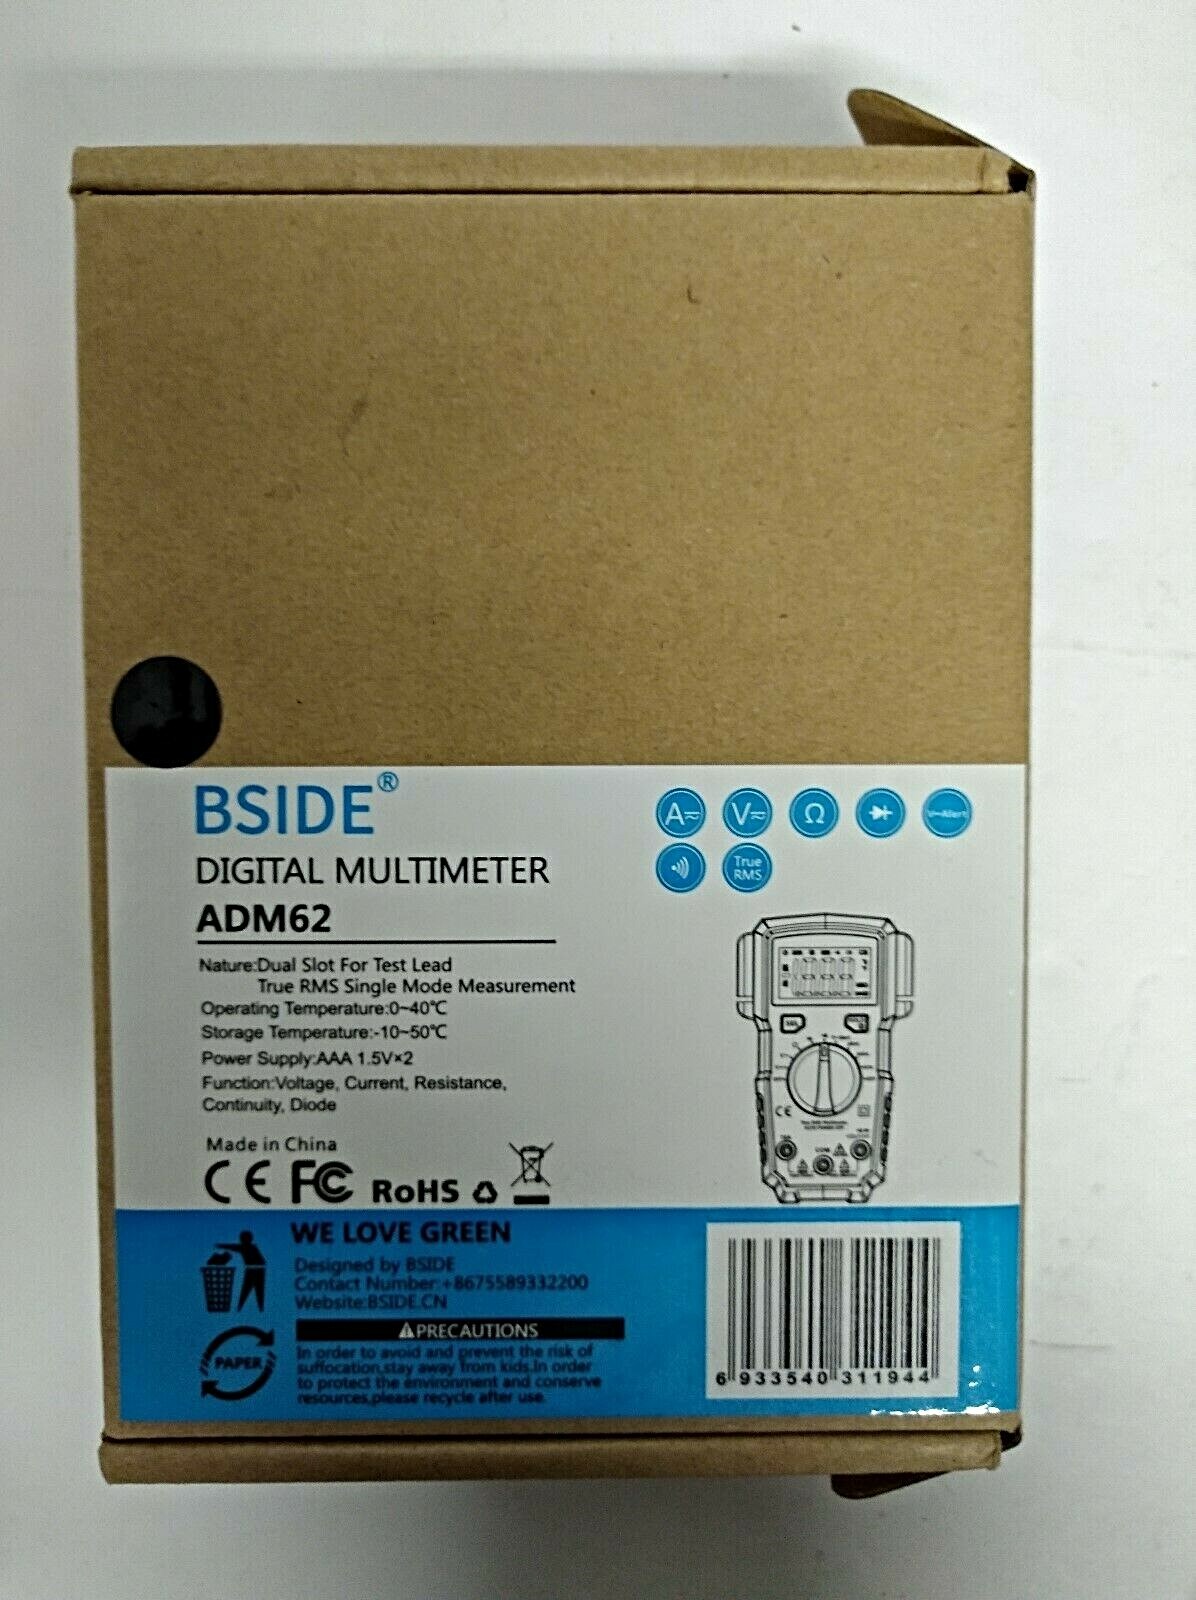 BSIDE®
DIGITAL MULTIMETER
ADM62
Nature:Dual Slot For Test Lead
True RMS Single Mode Measurement
Operating Temperature:0~40℃
Storage Temperature:-10~50℃
Power Supply:AAA 1.5V×2
Function:Voltage, Current, Resistance,
Continuity, Diode
Made in China
CE FC RoHS
A V Ω V-Alert
True
RMS
CE
COM
WE LOVE GREEN
Designed by BSIDE
Contact Number:+8675589332200
Website:BSIDE.CN
PRECAUTIONS
In order to avoid and prevent the risk of
suffocation,stay away from kids.In order
to protect the environment and conserve
resources,please recycle after use.
PAPER
6 933540 311944